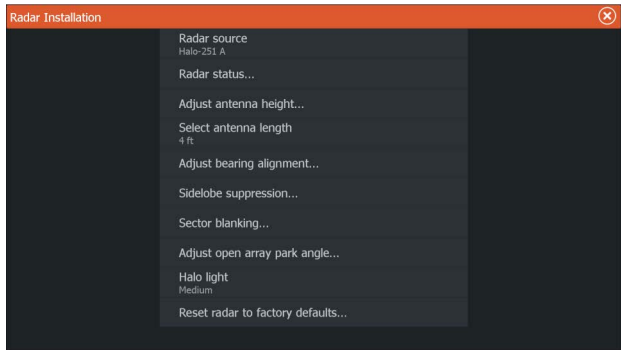 Radar Installation
Radar source
Halo-251 A
Radar status...
Adjust antenna height...
Select antenna length
4 ft
Adjust bearing alignment...
Sidelobe suppression...
Sector blanking...
Adjust open array park angle...
Halo light
Medium
Reset radar to factory defaults...